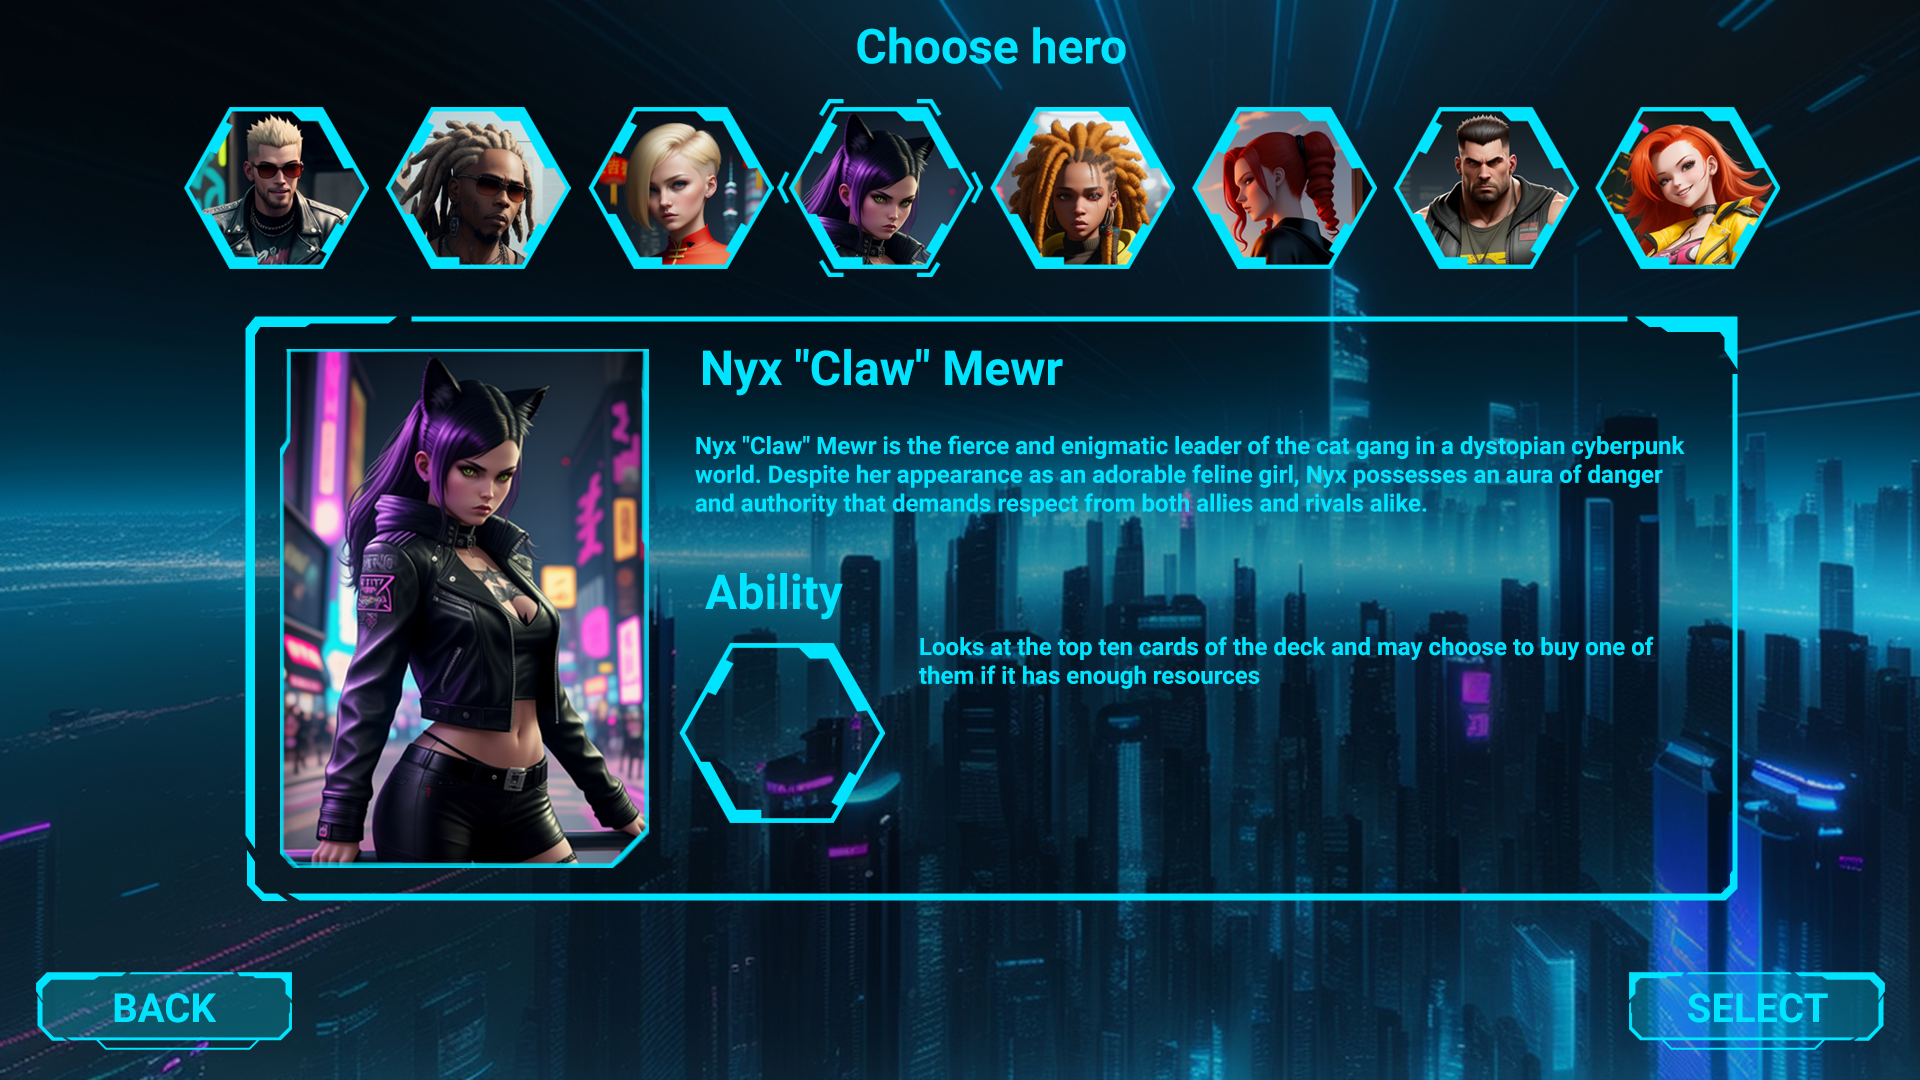 Choose hero
Nyx "Claw" Mewr
Nyx "Claw" Mewr is the fierce and enigmatic leader of the cat gang in a dystopian cyberpunk
world. Despite her appearance as an adorable feline girl, Nyx possesses an aura of danger
and authority that demands respect from both allies and rivals alike.
Ability
Looks at the top ten cards of the deck and may choose to buy one of
them if it has enough resources
BACK
SELECT